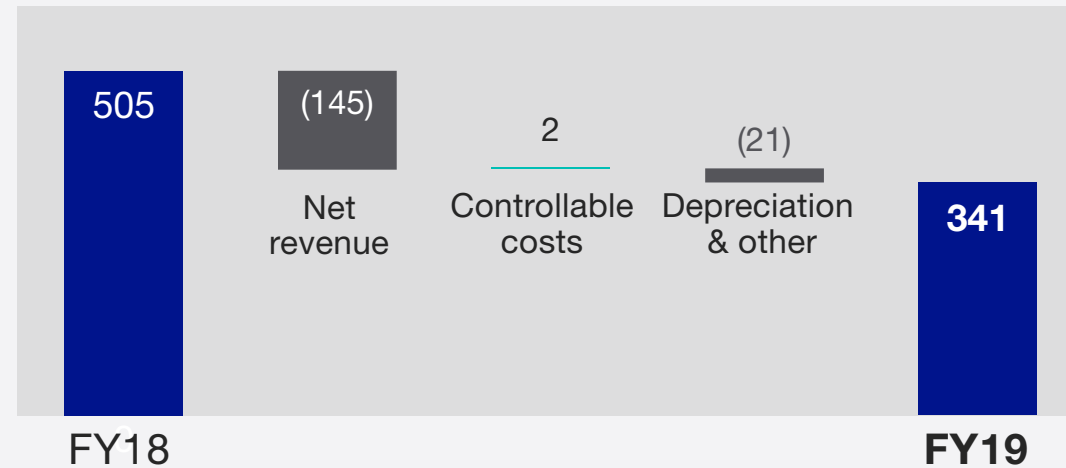 505
(145)
2
(21)
341
Net
revenue
Controllable
costs
Depreciation
& other
FY18
FY19